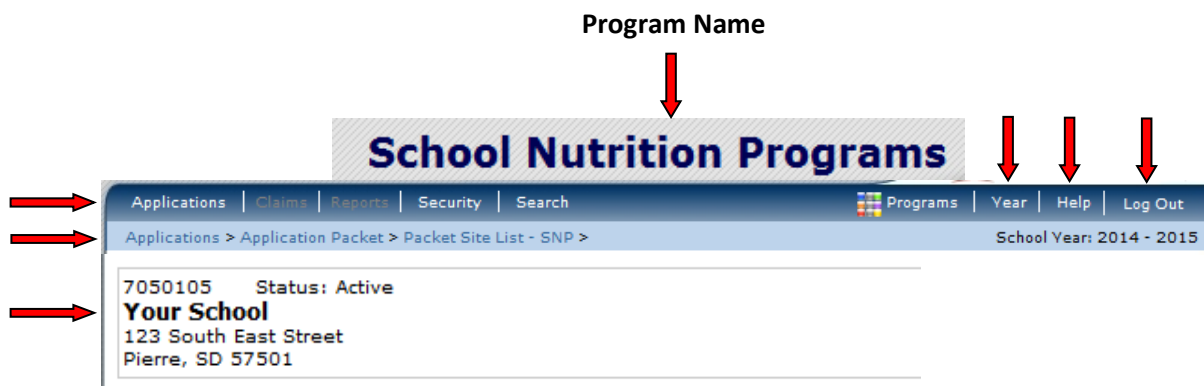 Program Name
School Nutrition Programs
Applications | Claims | Reports | Security | Search Programs | Year | Help | Log Out
Applications > Application Packet > Packet Site List - SNP > School Year: 2014 - 2015
7050105 Status: Active
Your School
123 South East Street
Pierre, SD 57501